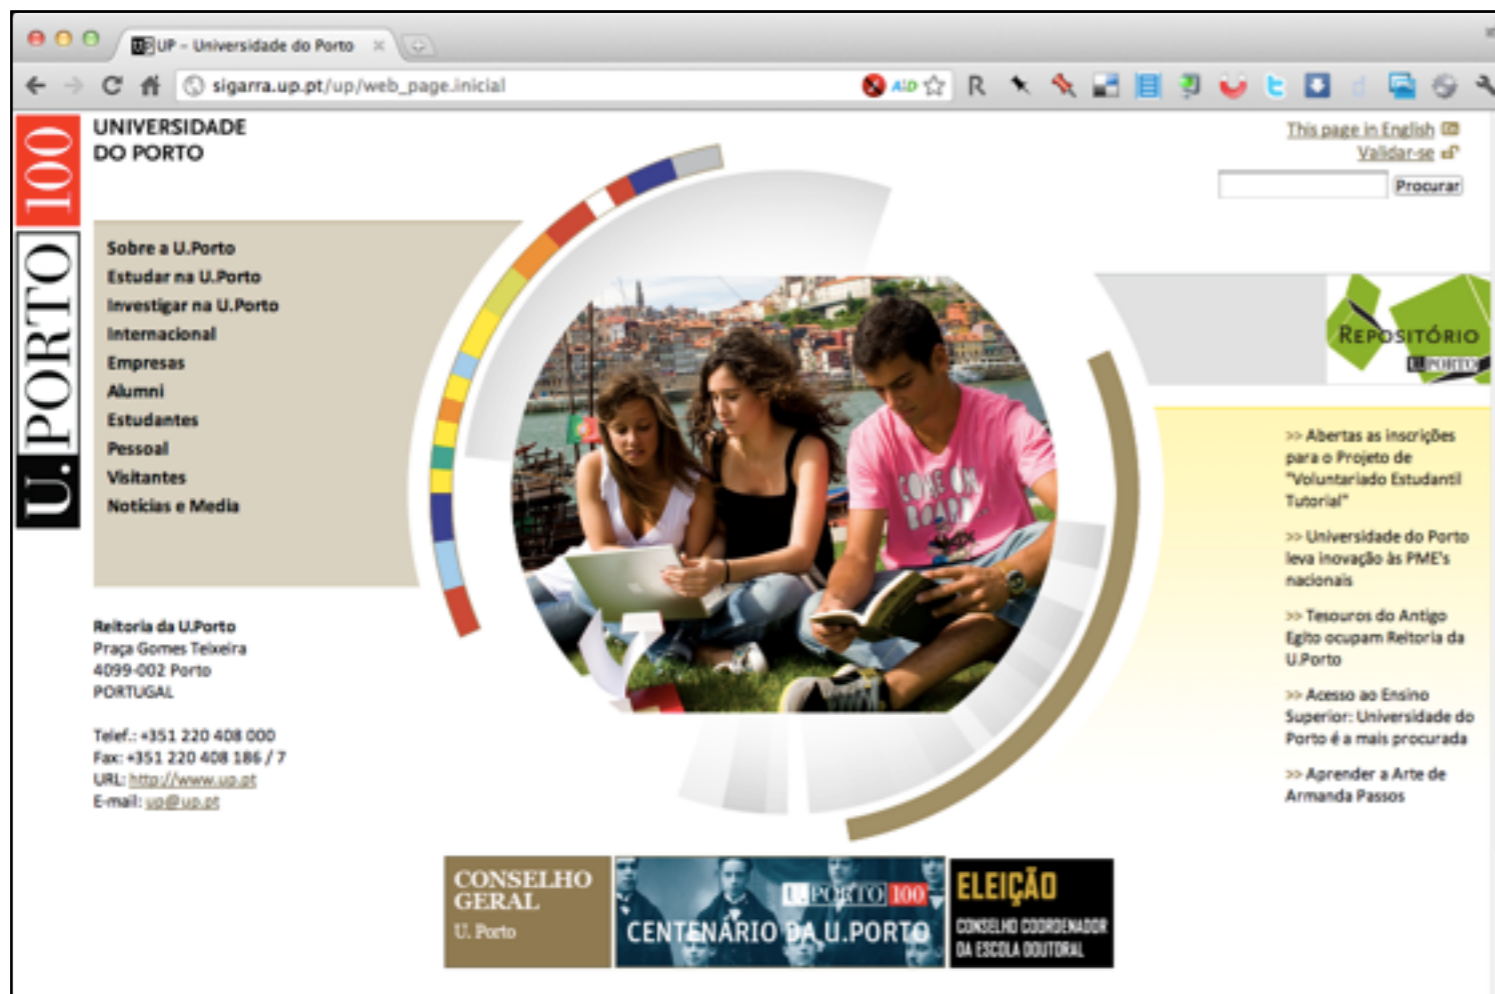 UP - Universidade do Porto
sigarra.up.pt/up/web_page.inicial
U.PORTO 100
UNIVERSIDADE
DO PORTO
This page in English
Validar-se
Procurar
Sobre a U.Porto
Estudar na U.Porto
Investigar na U.Porto
Internacional
Empresas
Alumni
Estudantes
Pessoal
Visitantes
Notícias e Media
Reitoria da U.Porto
Praça Gomes Teixeira
4099-002 Porto
PORTUGAL
Telef.: +351 220 408 000
Fax: +351 220 408 186 / 7
URL: http://www.up.pt
E-mail: up@up.pt
COME ON
BOARD...
REPOSITÓRIO
U.PORTO
>> Abertas as inscrições
para o Projeto de
"Voluntariado Estudantil
Tutorial"
>> Universidade do Porto
leva inovação às PME's
nacionais
>> Tesouros do Antigo
Egito ocupam Reitoria da
U.Porto
>> Acesso ao Ensino
Superior: Universidade do
Porto é a mais procurada
>> Aprender a Arte de
Armanda Passos
CONSELHO
GERAL
U. Porto
U.PORTO 100
CENTENÁRIO DA U.PORTO
ELEIÇÃO
CONSELHO COORDENADOR
DA ESCOLA DOUTORAL